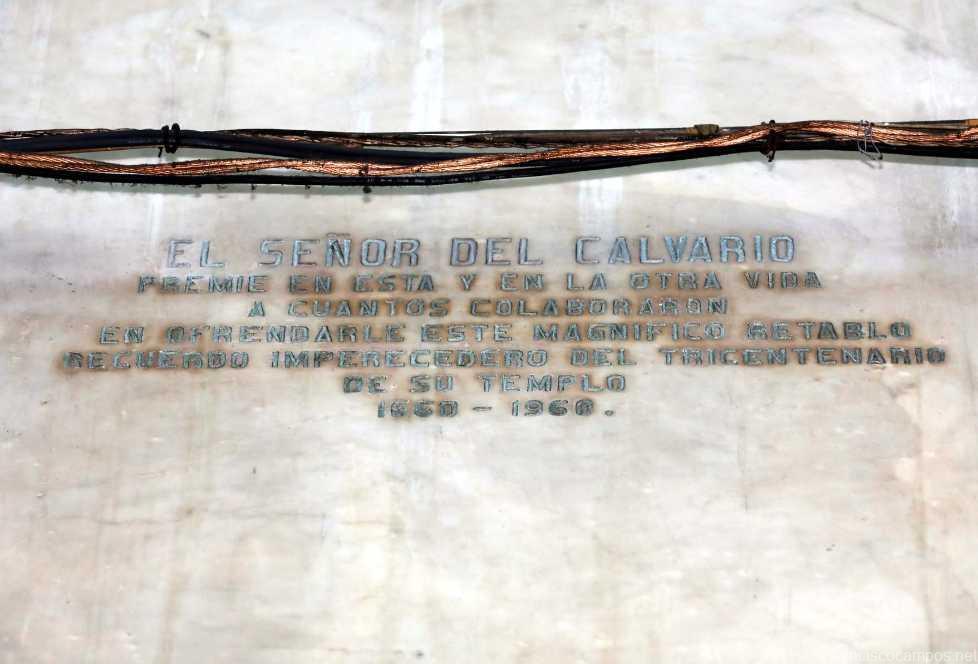 EL SEÑOR DEL CALVARIO
PREMIE EN ESTA Y EN LA OTRA VIDA
A CUANTOS COLABORARON
EN OFRENDARLE ESTE MAGNIFICO RETABLO
RECUERDO IMPERECEDERO DEL TRICENTENARIO
DE SU TEMPLO
1660 - 1960.